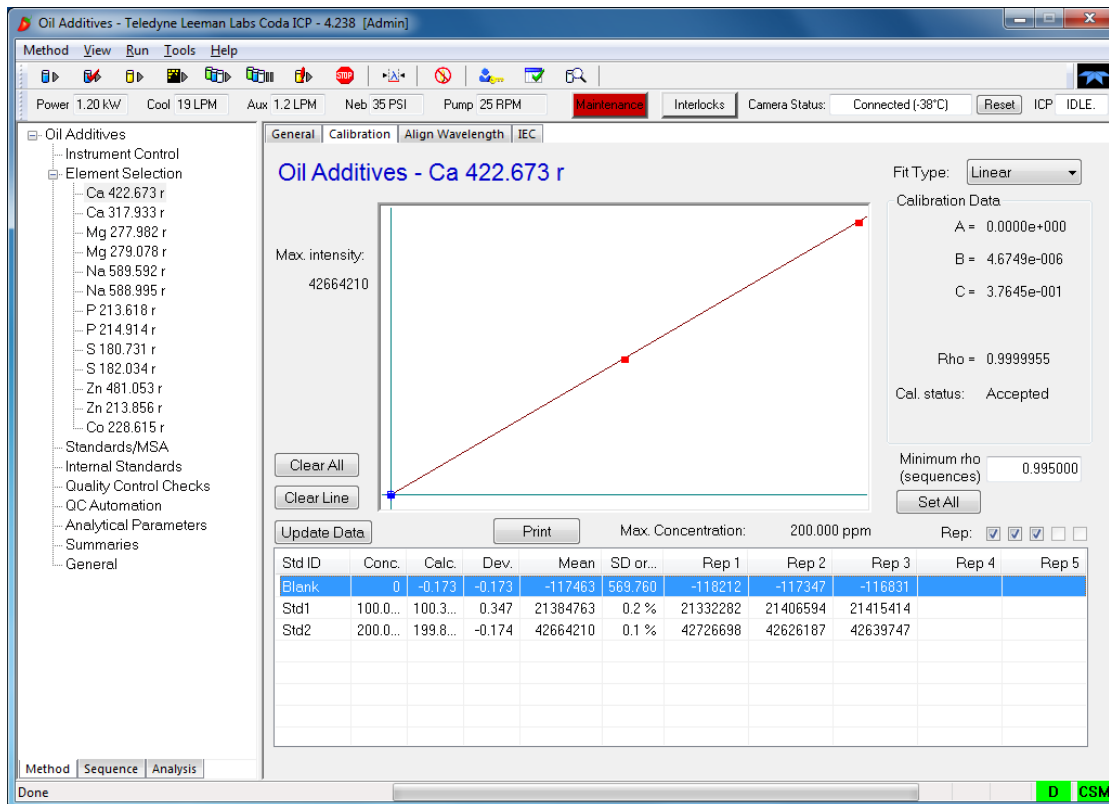 Oil Additives - Teledyne Leeman Labs Coda ICP - 4.238 [Admin]
Method View Run Tools Help
STOP
Power 1.20 kW Cool 19 LPM Aux 1.2 LPM Neb 35 PSI Pump 25 RPM Maintenance Interlocks Camera Status: Connected (-38°C) Reset ICP IDLE.
Oil Additives
Instrument Control
Element Selection
Ca 422.673 r
Ca 317.933 r
Mg 277.982 r
Mg 279.078 r
Na 589.592 r
Na 588.995 r
P 213.618 r
P 214.914 r
S 180.731 r
S 182.034 r
Zn 481.053 r
Zn 213.856 r
Co 228.615 r
Standards/MSA
Internal Standards
Quality Control Checks
QC Automation
Analytical Parameters
Summaries
General
Method Sequence Analysis
General Calibration Align Wavelength IEC
Oil Additives - Ca 422.673 r
Fit Type: Linear
Calibration Data
A = 0.0000e+000
B = 4.6749e-006
C = 3.7645e-001
Rho = 0.9999955
Cal. status: Accepted
Max. intensity:
42664210
Clear All
Clear Line
Minimum rho
(sequences) 0.995000
Set All
Update Data Print Max. Concentration: 200.000 ppm Rep:
Std ID Conc. Calc. Dev. Mean SD or... Rep 1 Rep 2 Rep 3 Rep 4 Rep 5
Blank 0 -0.173 -0.173 -117463 569.760 -118212 -117347 -116831
Std1 100.0... 100.3... 0.347 21384763 0.2 % 21332282 21406594 21415414
Std2 200.0... 199.8... -0.174 42664210 0.1 % 42726698 42626187 42639747
Done D CSM